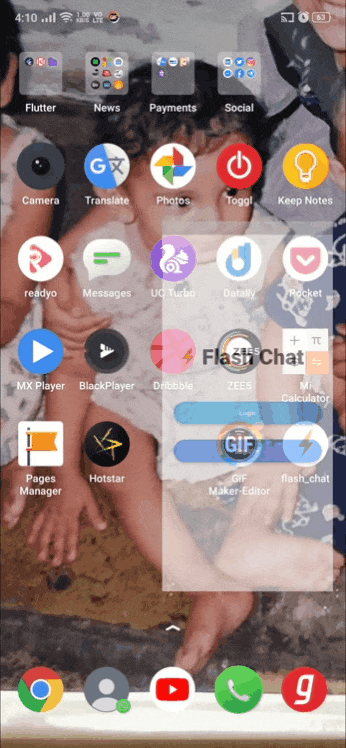 4:10 1.00 KB/S VO LTE 63
Flutter News Payments Social
G
Camera Translate Photos Toggl Keep Notes
readyo Messages UC Turbo Datally Pocket
Flash Chat
ZEE5
MX Player BlackPlayer Dribbble ZEE5 Mi
Calculator
Login
GIF
Pages Hotstar GIF flash_chat
Manager Maker-Editor
g